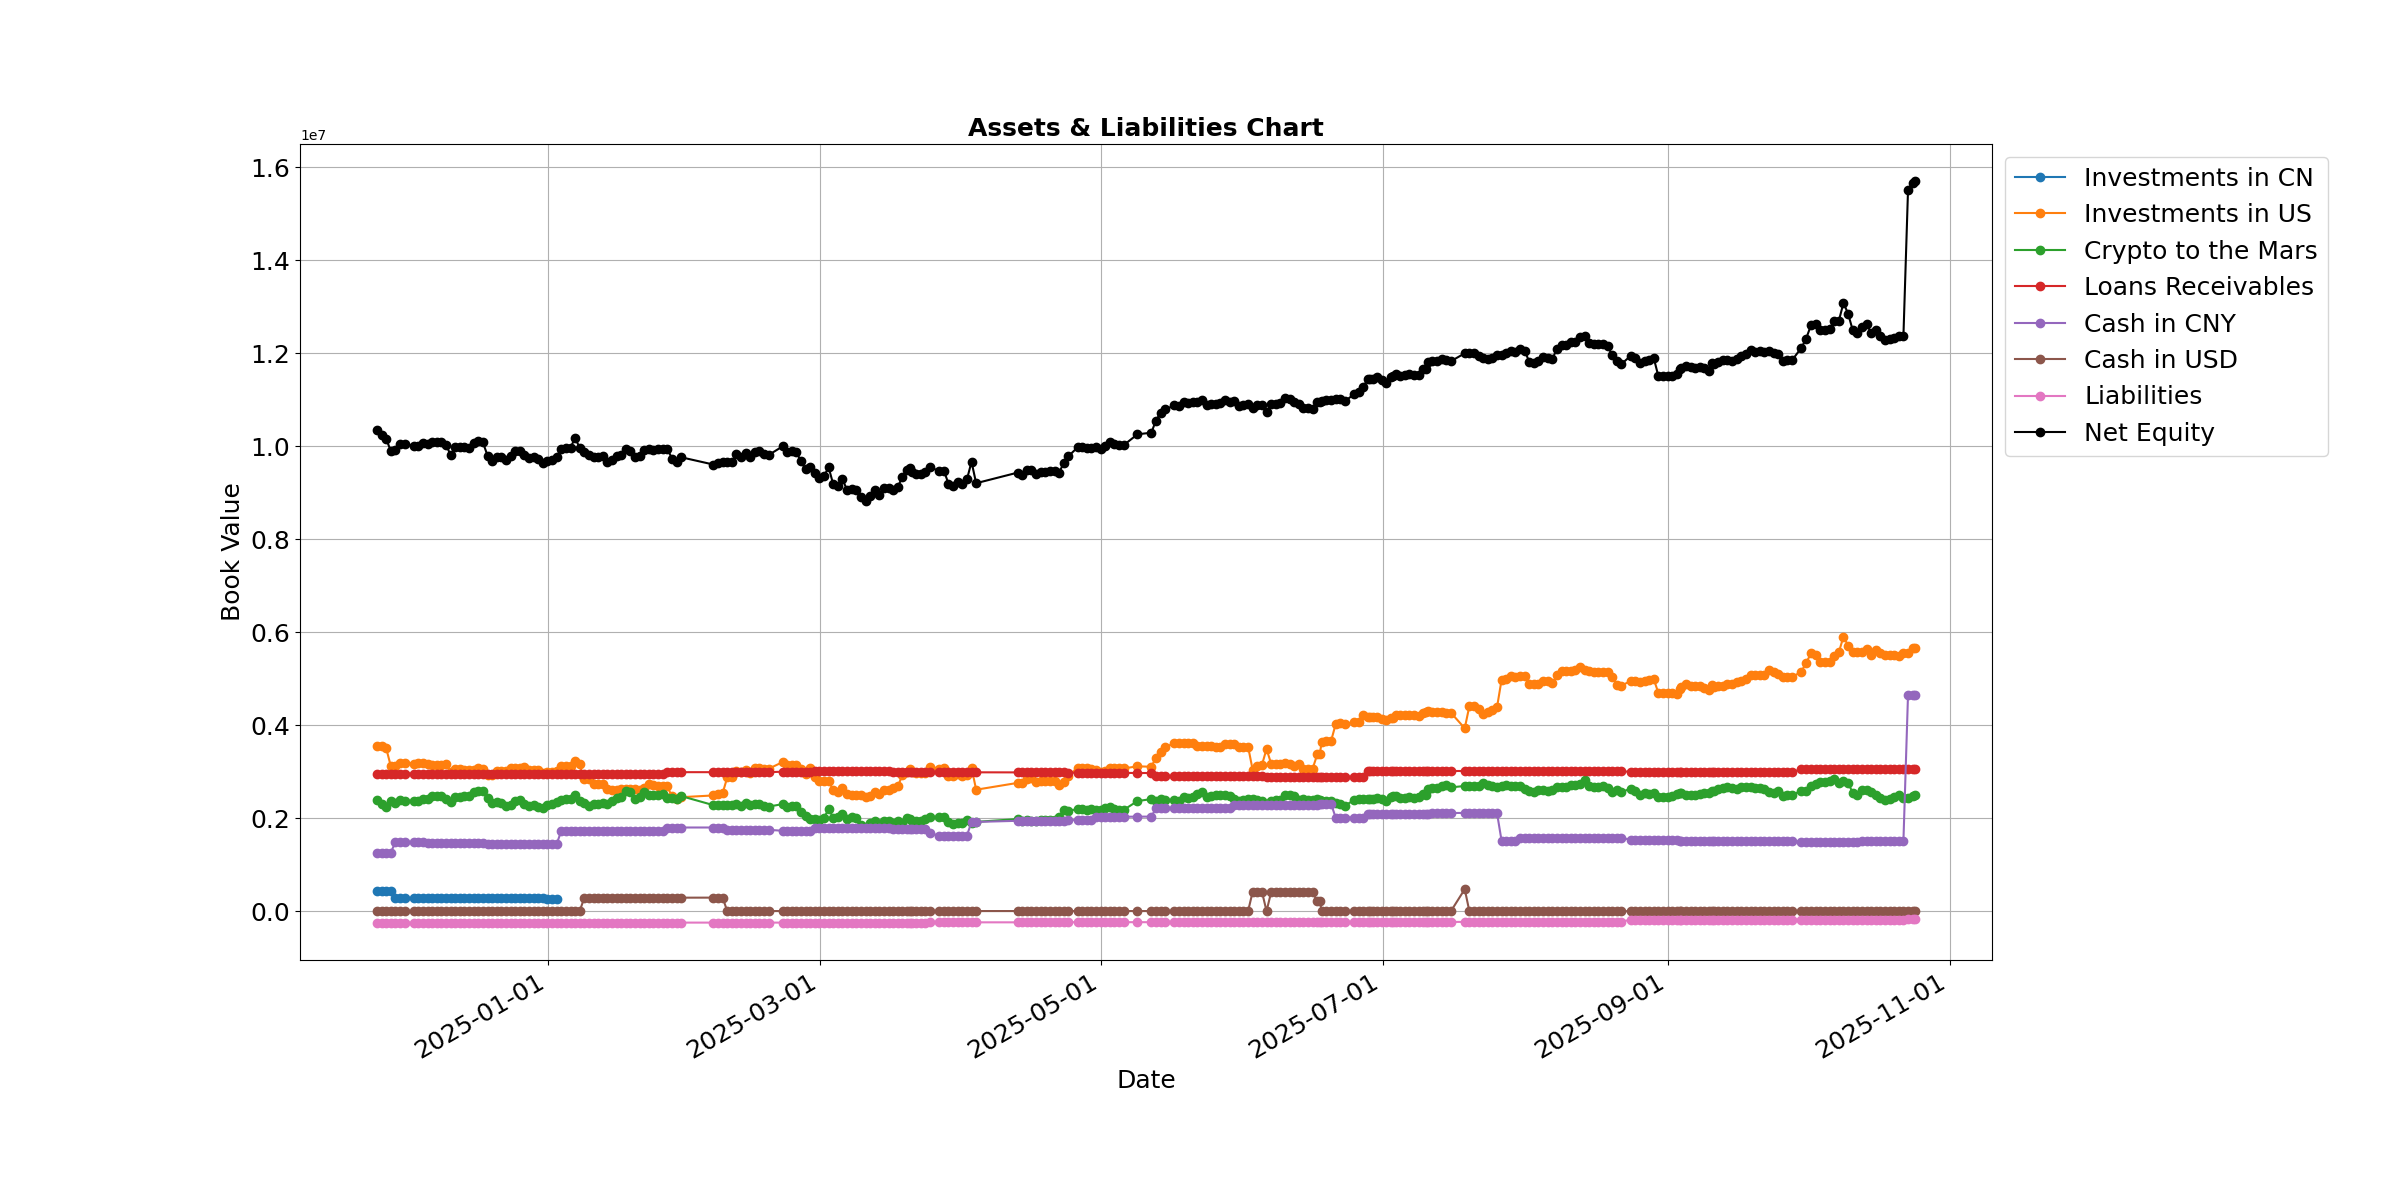 Assets & Liabilities Chart
1e7
1.6
1.4
1.2
1.0
0.8
0.6
0.4
0.2
0.0
Book Value
2025-01-01
2025-03-01
2025-05-01
2025-07-01
2025-09-01
2025-11-01
Date
Investments in CN
Investments in US
Crypto to the Mars
Loans Receivables
Cash in CNY
Cash in USD
Liabilities
Net Equity